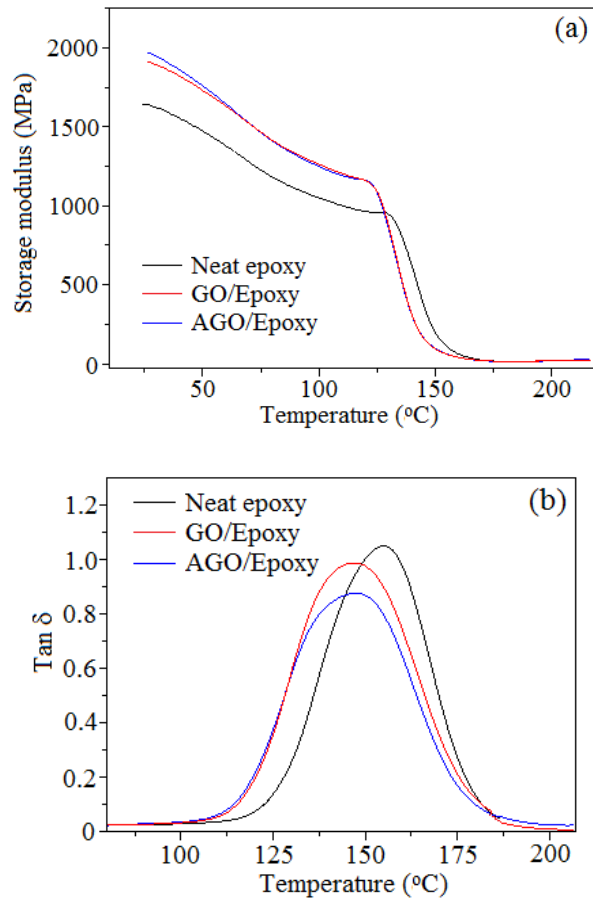 (a)
2000
1500
1000
500
0
Storage modulus (MPa)
Neat epoxy
GO/Epoxy
AGO/Epoxy
50 100 150 200
Temperature (°C)
(b)
1.2
1.0
0.8
0.6
0.4
0.2
0
Tan δ
Neat epoxy
GO/Epoxy
AGO/Epoxy
100 125 150 175 200
Temperature (°C)